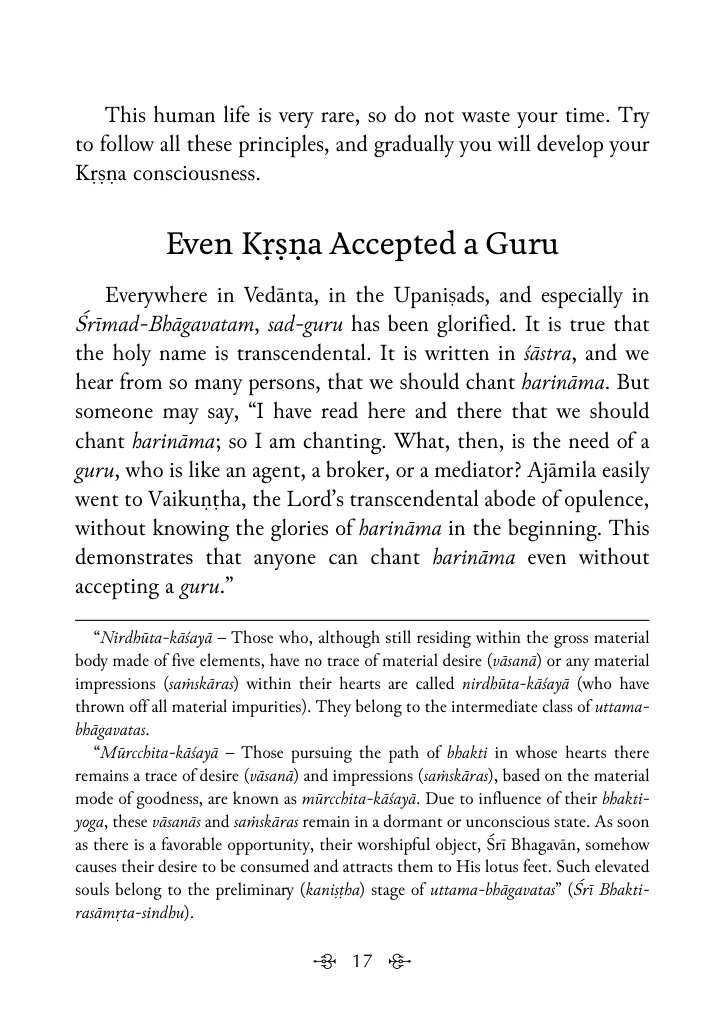 This human life is very rare, so do not waste your time. Try
to follow all these principles, and gradually you will develop your
Kṛṣṇa consciousness.
Even Kṛṣṇa Accepted a Guru
Everywhere in Vedānta, in the Upaniṣads, and especially in
Śrīmad-Bhāgavatam, sad-guru has been glorified. It is true that
the holy name is transcendental. It is written in śāstra, and we
hear from so many persons, that we should chant harināma. But
someone may say, “I have read here and there that we should
chant harināma; so I am chanting. What, then, is the need of a
guru, who is like an agent, a broker, or a mediator? Ajāmila easily
went to Vaikuṇṭha, the Lord’s transcendental abode of opulence,
without knowing the glories of harināma in the beginning. This
demonstrates that anyone can chant harināma even without
accepting a guru.”
“Nirdhūta-kāśayā – Those who, although still residing within the gross material
body made of five elements, have no trace of material desire (vāsanā) or any material
impressions (saṁskāras) within their hearts are called nirdhūta-kāśayā (who have
thrown off all material impurities). They belong to the intermediate class of uttama-
bhāgavatas.
“Mūrcchita-kāśayā – Those pursuing the path of bhakti in whose hearts there
remains a trace of desire (vāsanā) and impressions (saṁskāras), based on the material
mode of goodness, are known as mūrcchita-kāśayā. Due to influence of their bhakti-
yoga, these vāsanās and saṁskāras remain in a dormant or unconscious state. As soon
as there is a favorable opportunity, their worshipful object, Śrī Bhagavān, somehow
causes their desire to be consumed and attracts them to His lotus feet. Such elevated
souls belong to the preliminary (kaniṣṭha) stage of uttama-bhāgavatas” (Śrī Bhakti-
rasāmṛta-sindhu).
17